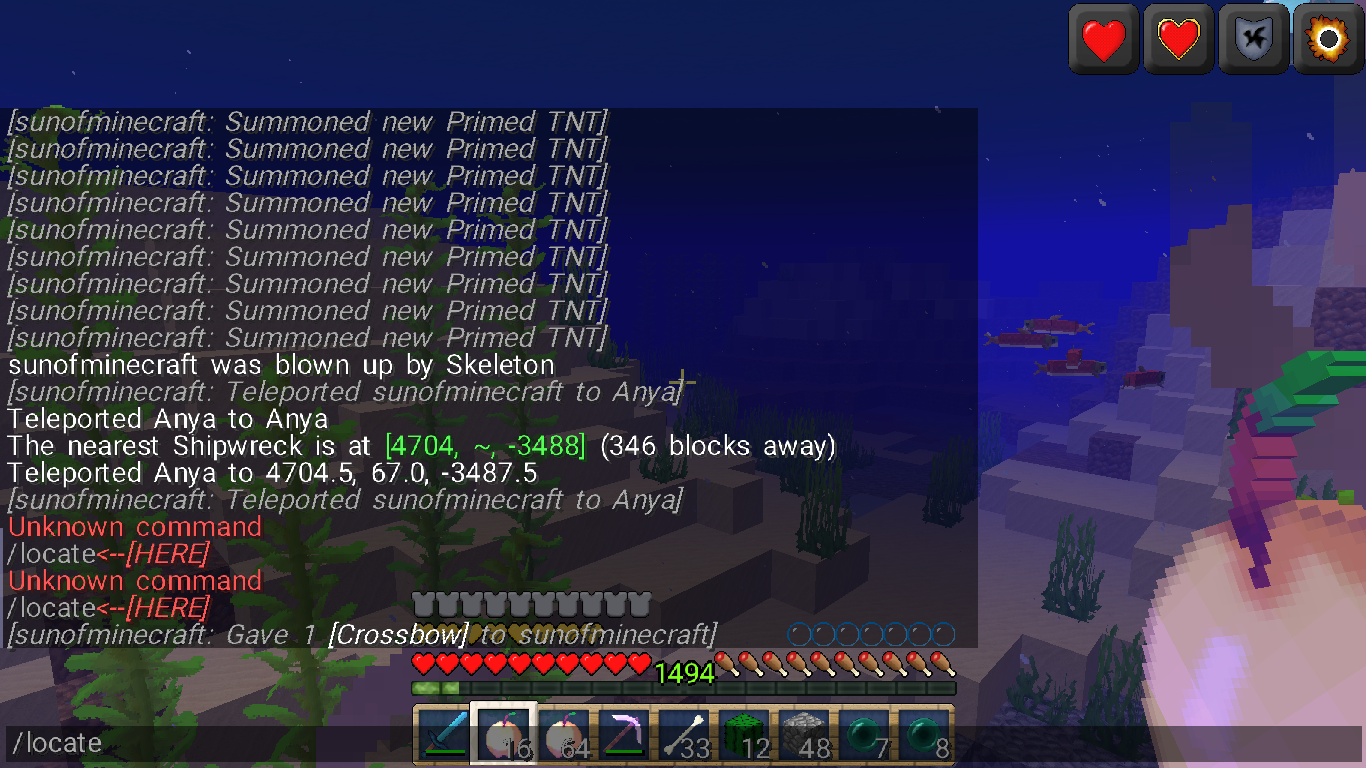 [sunofminecraft: Summoned new Primed TNT]
[sunofminecraft: Summoned new Primed TNT]
[sunofminecraft: Summoned new Primed TNT]
[sunofminecraft: Summoned new Primed TNT]
[sunofminecraft: Summoned new Primed TNT]
[sunofminecraft: Summoned new Primed TNT]
[sunofminecraft: Summoned new Primed TNT]
[sunofminecraft: Summoned new Primed TNT]
[sunofminecraft: Summoned new Primed TNT]
sunofminecraft was blown up by Skeleton
[sunofminecraft: Teleported sunofminecraft to Anya]
Teleported Anya to Anya
The nearest Shipwreck is at [4704, ~, -3488] (346 blocks away)
Teleported Anya to 4704.5, 67.0, -3487.5
[sunofminecraft: Teleported sunofminecraft to Anya]
Unknown command
/locate<--[HERE]
Unknown command
/locate<--[HERE]
[sunofminecraft: Gave 1 [Crossbow] to sunofminecraft]
1494
16 64 33 12 48 7 8
/locate